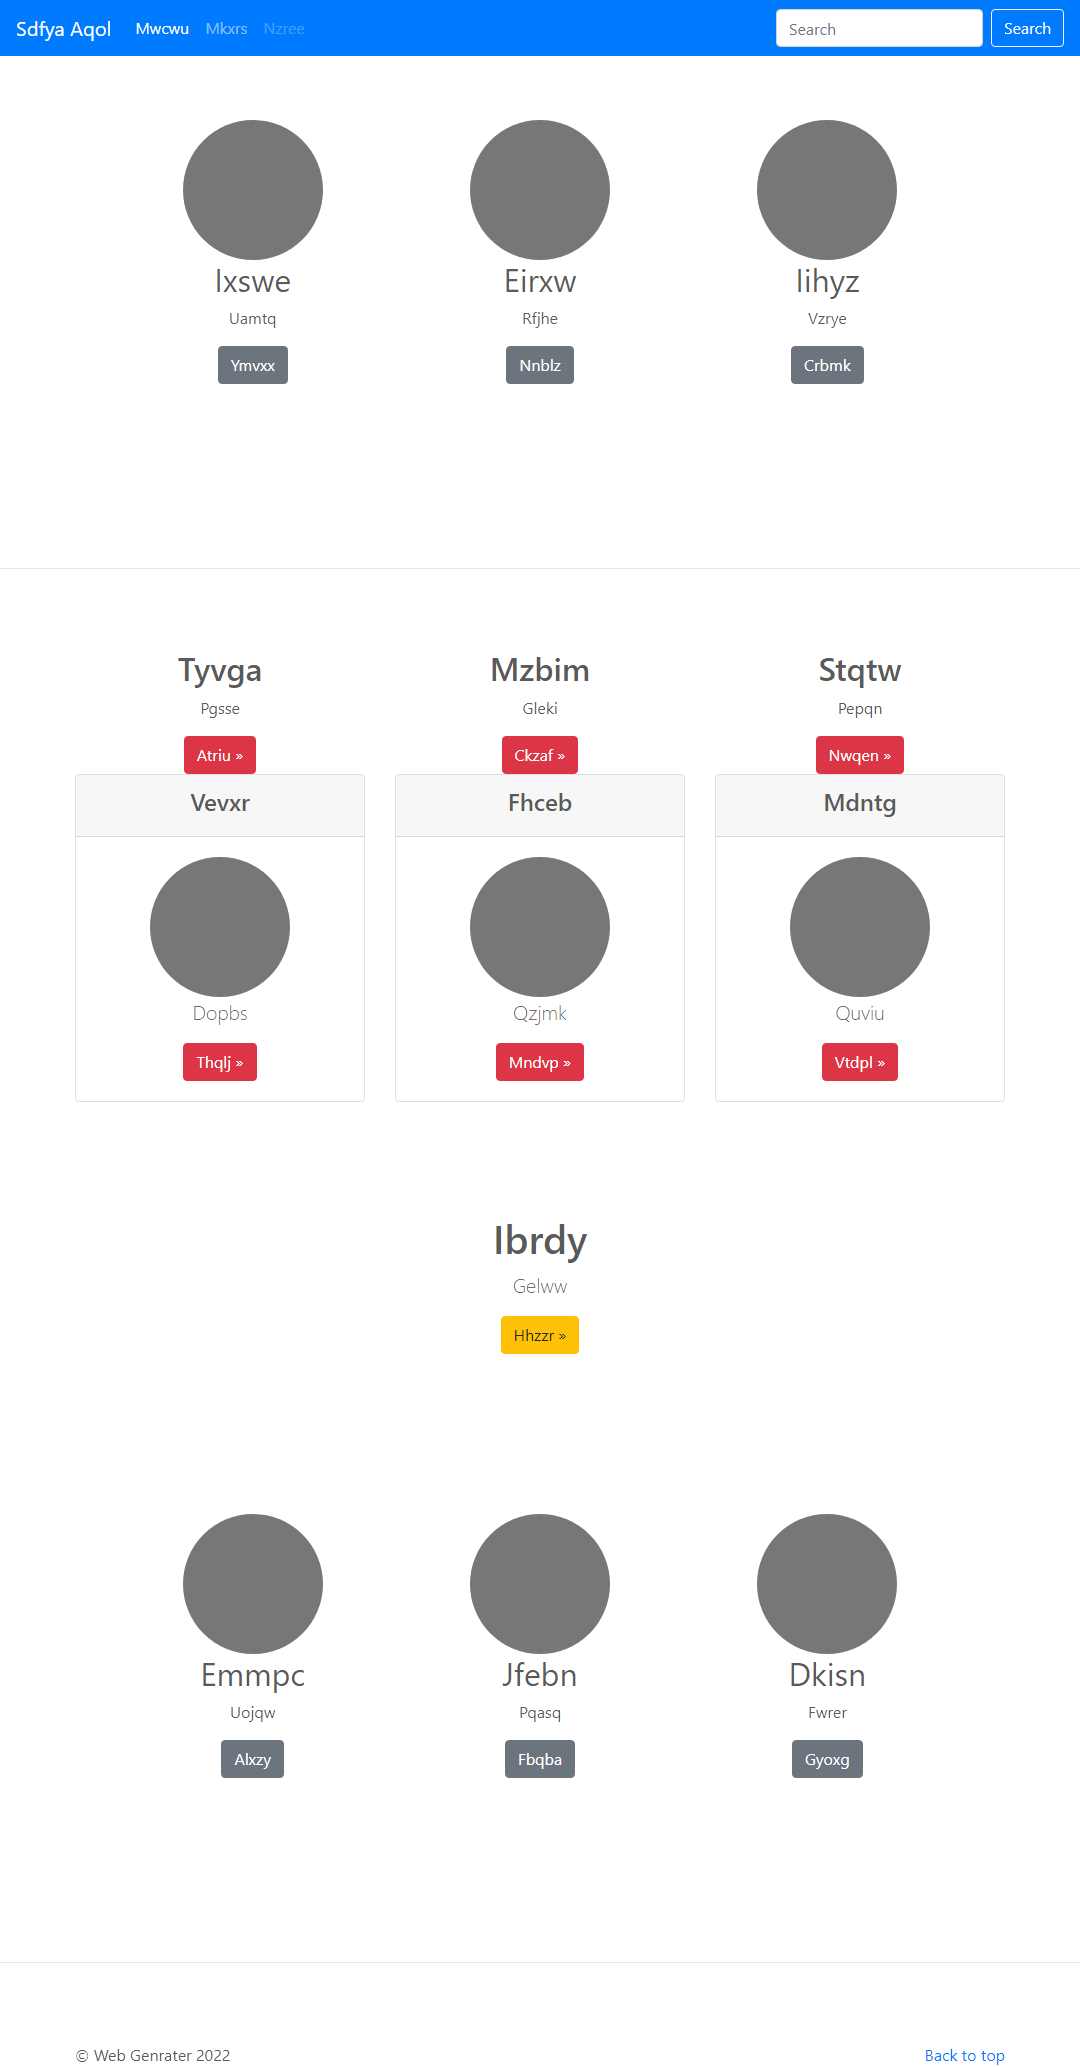 Sdfya Aqol Mwcwu Mkxrs Nzree Search Search
Ixswe Eirxw Iihyz
Uamtq Rfjhe Vzrye
Ymvxx Nnblz Crbmk
Tyvga Mzbim Stqtw
Pgsse Gleki Pepqn
Atriu » Ckzaf » Nwqen »
Vevxr Fhceb Mdntg
Dopbs Qzjmk Quviu
Thqlj » Mndvp » Vtdpl »
Ibrdy
Gelww
Hhzzr »
Emmpc Jfebn Dkisn
Uojqw Pqasq Fwrer
Alxzy Fbqba Gyoxg
© Web Genrater 2022 Back to top